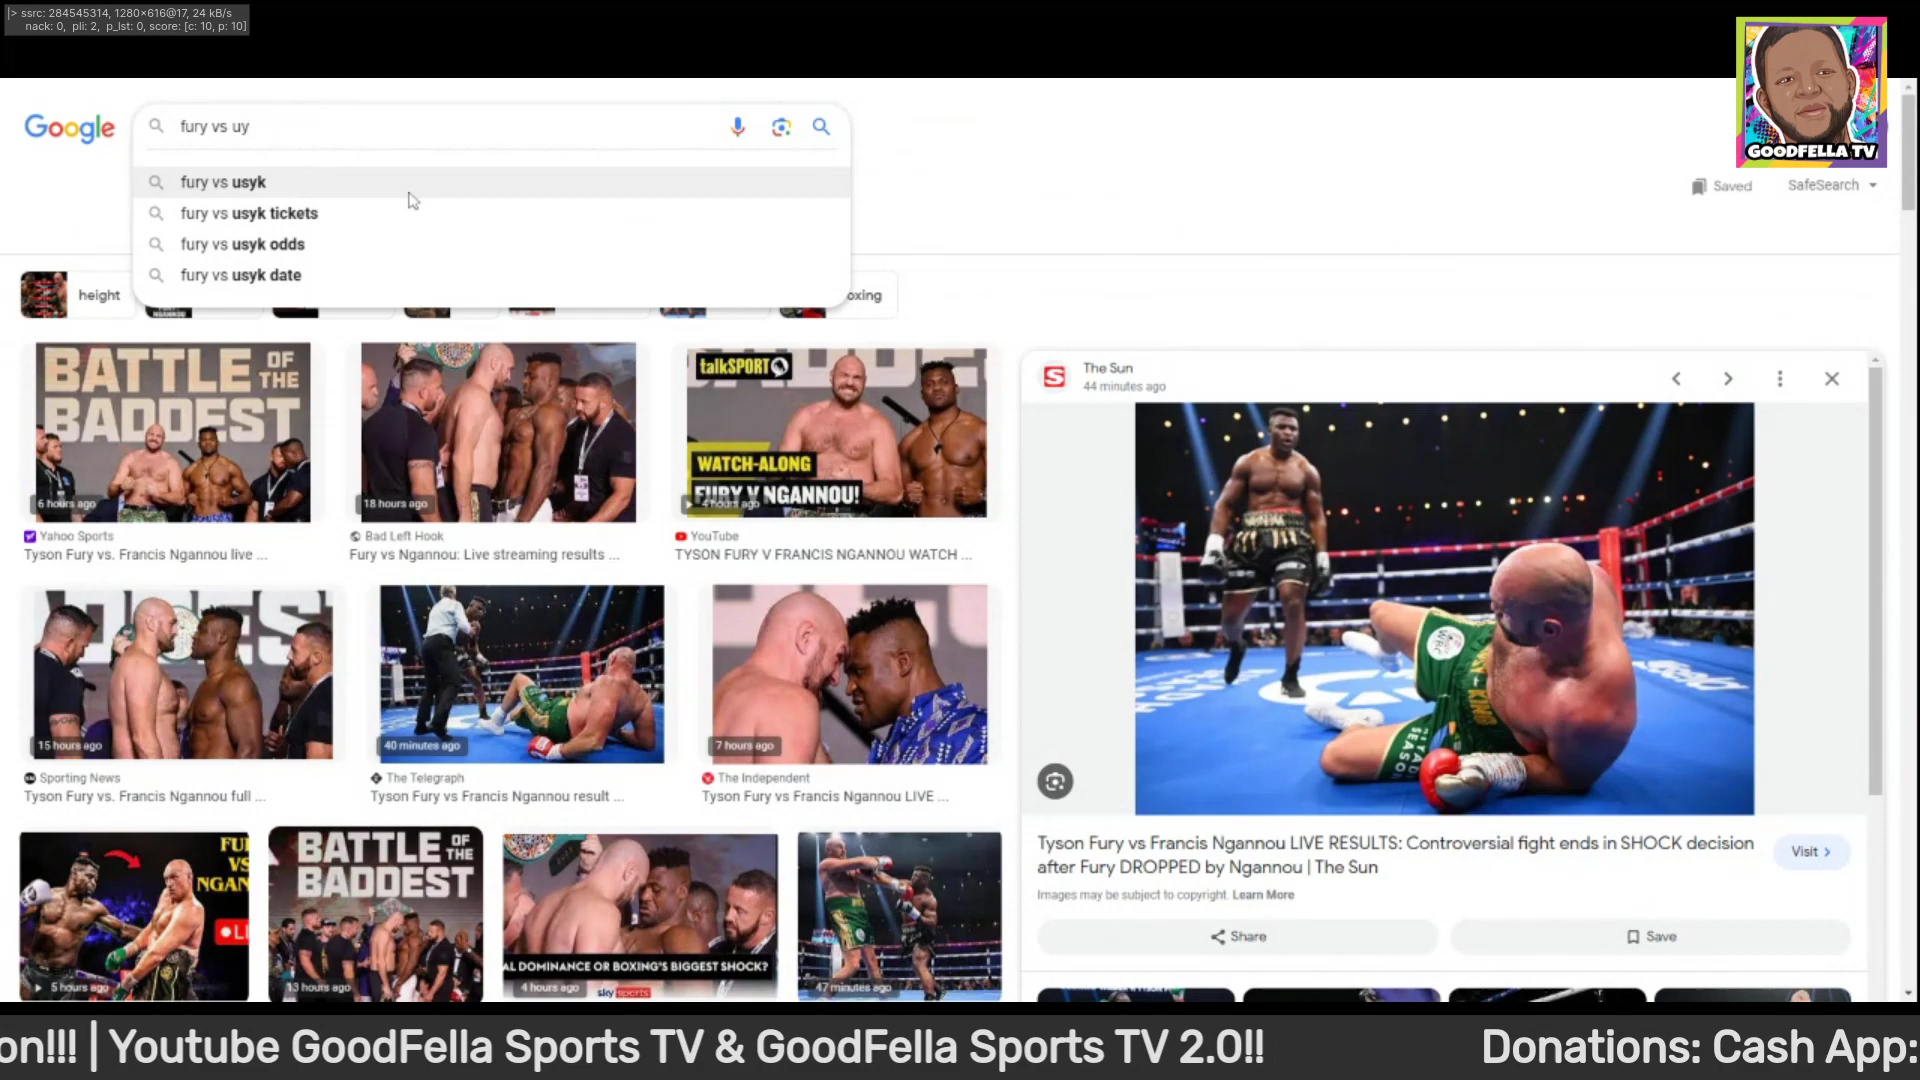 |> ssrc: 284545314, 1280×616@17, 24 kB/s
nack: 0, pli: 2, p_lst: 0, score: [c: 10, p: 10]
GOODFELLA TV
Google
fury vs uy
fury vs usyk
fury vs usyk tickets
fury vs usyk odds
fury vs usyk date
Saved
SafeSearch
height
oxing
BATTLE OF THE BADDEST
6 hours ago
Yahoo Sports
Tyson Fury vs. Francis Ngannou live ...
18 hours ago
Bad Left Hook
Fury vs Ngannou: Live streaming results ...
talkSPORT
WATCH-ALONG
FURY V NGANNOU!
4 hours ago
YouTube
TYSON FURY V FRANCIS NGANNOU WATCH ...
The Sun
44 minutes ago
15 hours ago
Sporting News
Tyson Fury vs. Francis Ngannou full ...
40 minutes ago
The Telegraph
Tyson Fury vs Francis Ngannou result ...
7 hours ago
The Independent
Tyson Fury vs Francis Ngannou LIVE ...
Tyson Fury vs Francis Ngannou LIVE RESULTS: Controversial fight ends in SHOCK decision
after Fury DROPPED by Ngannou | The Sun
Visit
Images may be subject to copyright. Learn More
Share
Save
FU
VS
NGAN
LI
5 hours ago
BATTLE OF THE
BADDEST
13 hours ago
AL DOMINANCE OR BOXING'S BIGGEST SHOCK?
4 hours ago
sky sports
47 minutes ago
on!!! | Youtube GoodFella Sports TV & GoodFella Sports TV 2.0!!
Donations: Cash App: